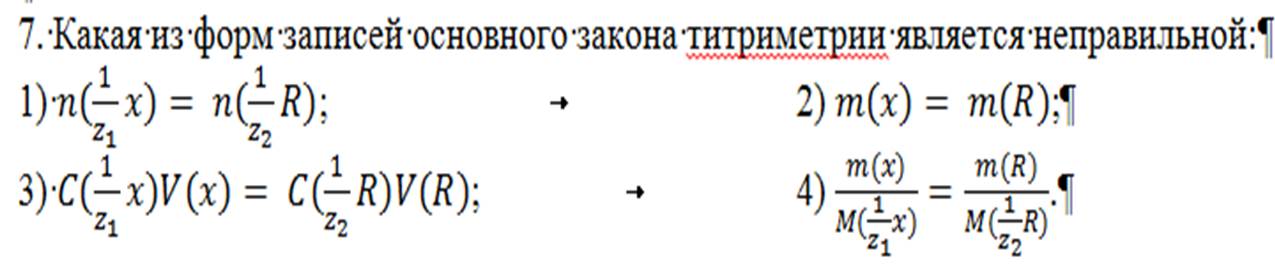 7. Какая из форм записей основного закона титриметрии является неправильной:¶
1) n(\frac{1}{z_1}x) = n(\frac{1}{z_2}R); → 2) m(x) = m(R);¶
3) C(\frac{1}{z_1}x)V(x) = C(\frac{1}{z_2}R)V(R); → 4) \frac{m(x)}{M(\frac{1}{z_1}x)} = \frac{m(R)}{M(\frac{1}{z_2}R)}.¶